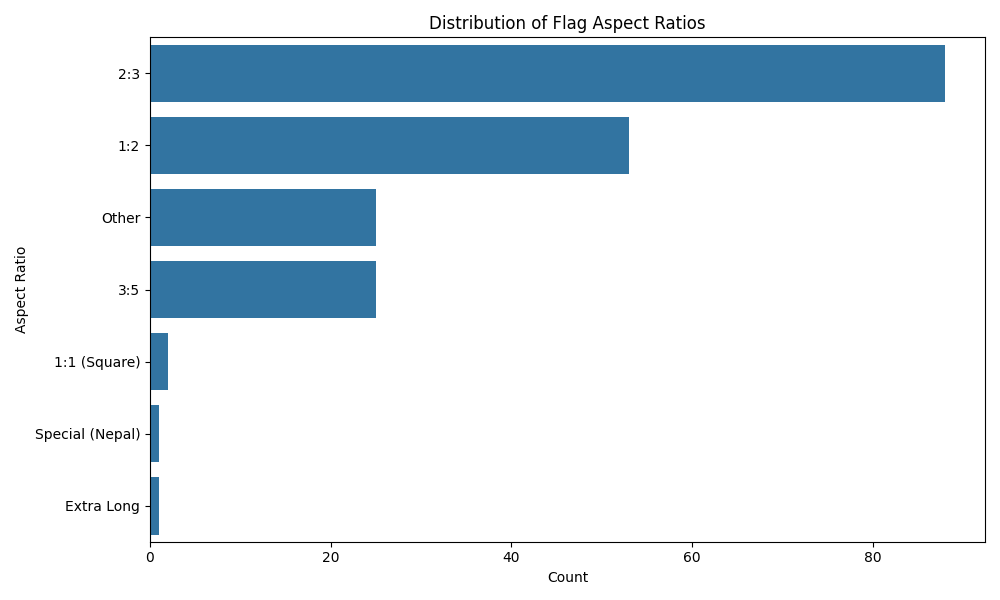 Distribution of Flag Aspect Ratios
Aspect Ratio
2:3
1:2
Other
3:5
1:1 (Square)
Special (Nepal)
Extra Long
0 20 40 60 80
Count